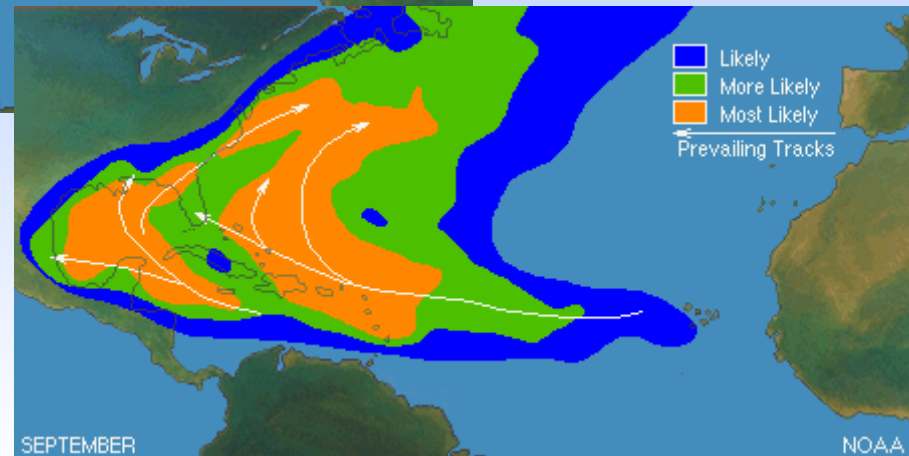 Likely
More Likely
Most Likely
Prevailing Tracks
SEPTEMBER
NOAA